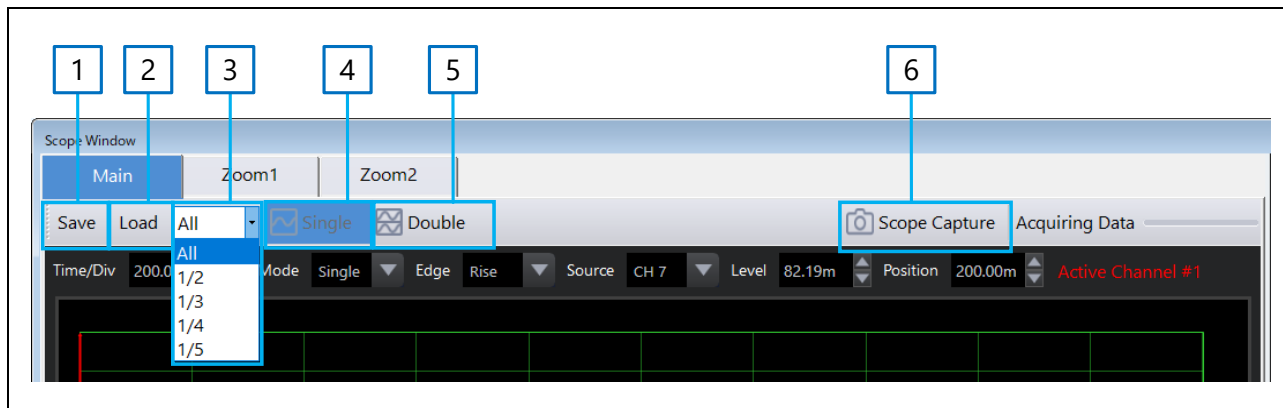 1 2 3 4 5 6
Scope Window
Main Zoom1 Zoom2
Save Load All Single Double Scope Capture Acquiring Data
All
Time/Div 200.0 Mode Single Edge Rise Source CH 7 Level 82.19m Position 200.00m Active Channel #1
1/2
1/3
1/4
1/5